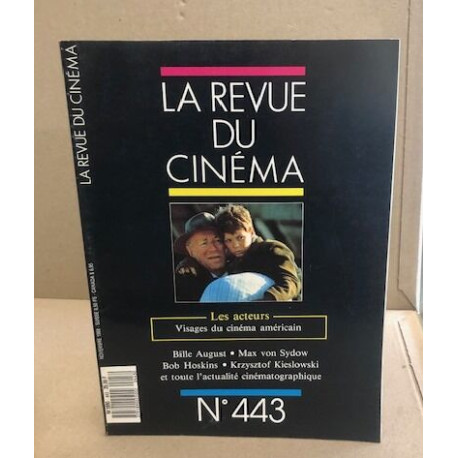 LA REVUE DU CINÉMA
LA REVUE
DU
CINÉMA
Les acteurs
Visages du cinéma américain
Bille August • Max von Sydow
Bob Hoskins • Krzysztof Kieslowski
et toute l'actualité cinématographique
N° 443